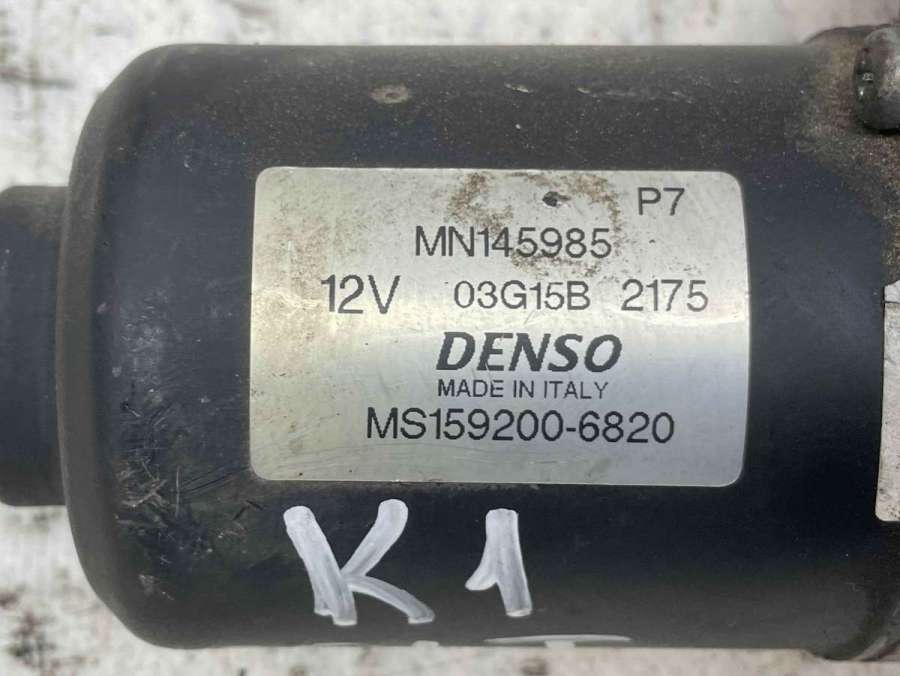 P7
MN145985
12V 03G15B 2175
DENSO
MADE IN ITALY
MS159200-6820
K1